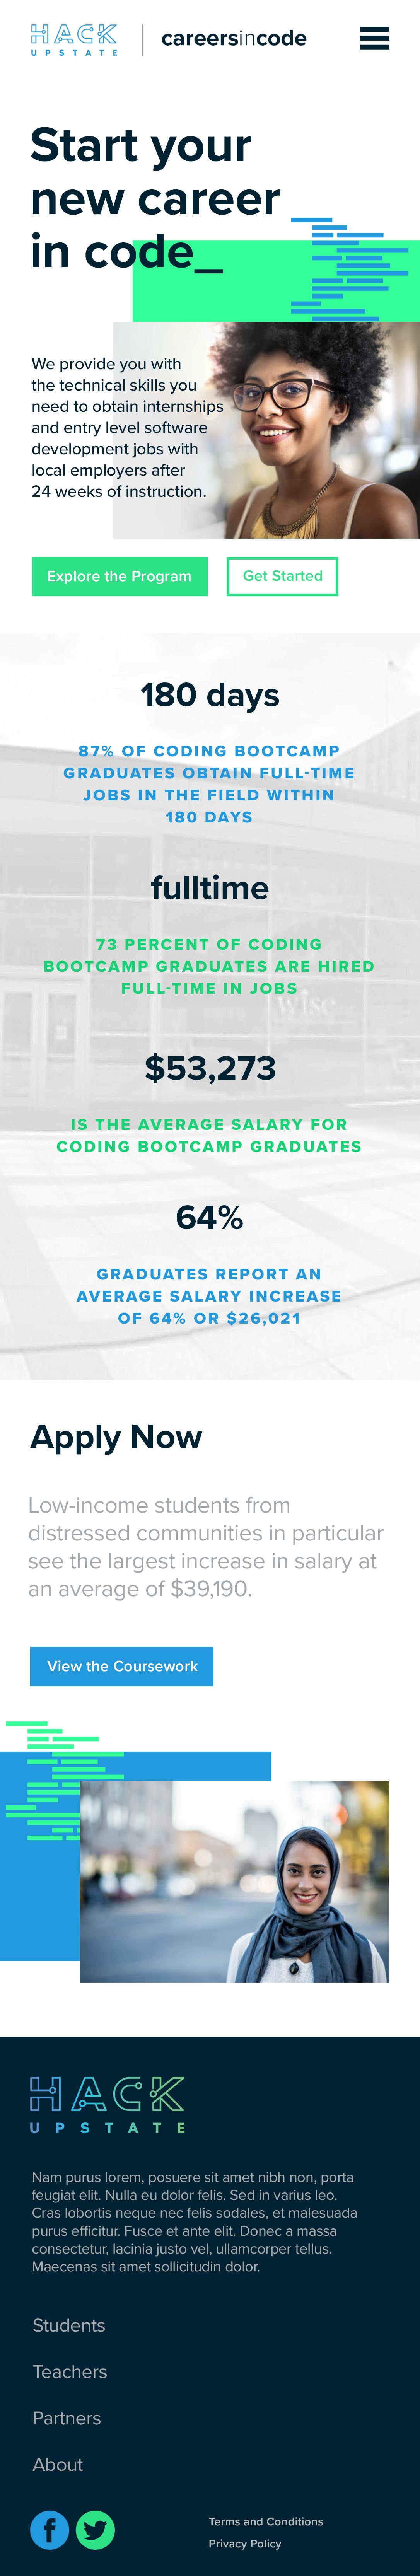 HACK
UPSTATE
careersincode
Start your
new career
in code_
We provide you with
the technical skills you
need to obtain internships
and entry level software
development jobs with
local employers after
24 weeks of instruction.
Explore the Program
Get Started
180 days
87% OF CODING BOOTCAMP
GRADUATES OBTAIN FULL-TIME
JOBS IN THE FIELD WITHIN
180 DAYS
fulltime
73 PERCENT OF CODING
BOOTCAMP GRADUATES ARE HIRED
FULL-TIME IN JOBS
wise
$53,273
IS THE AVERAGE SALARY FOR
CODING BOOTCAMP GRADUATES
64%
GRADUATES REPORT AN
AVERAGE SALARY INCREASE
OF 64% OR $26,021
Apply Now
Low-income students from
distressed communities in particular
see the largest increase in salary at
an average of $39,190.
View the Coursework
HACK
UPSTATE
Nam purus lorem, posuere sit amet nibh non, porta
feugiat elit. Nulla eu dolor felis. Sed in varius leo.
Cras lobortis neque nec felis sodales, et malesuada
purus efficitur. Fusce et ante elit. Donec a massa
consectetur, lacinia justo vel, ullamcorper tellus.
Maecenas sit amet sollicitudin dolor.
Students
Teachers
Partners
About
Terms and Conditions
Privacy Policy